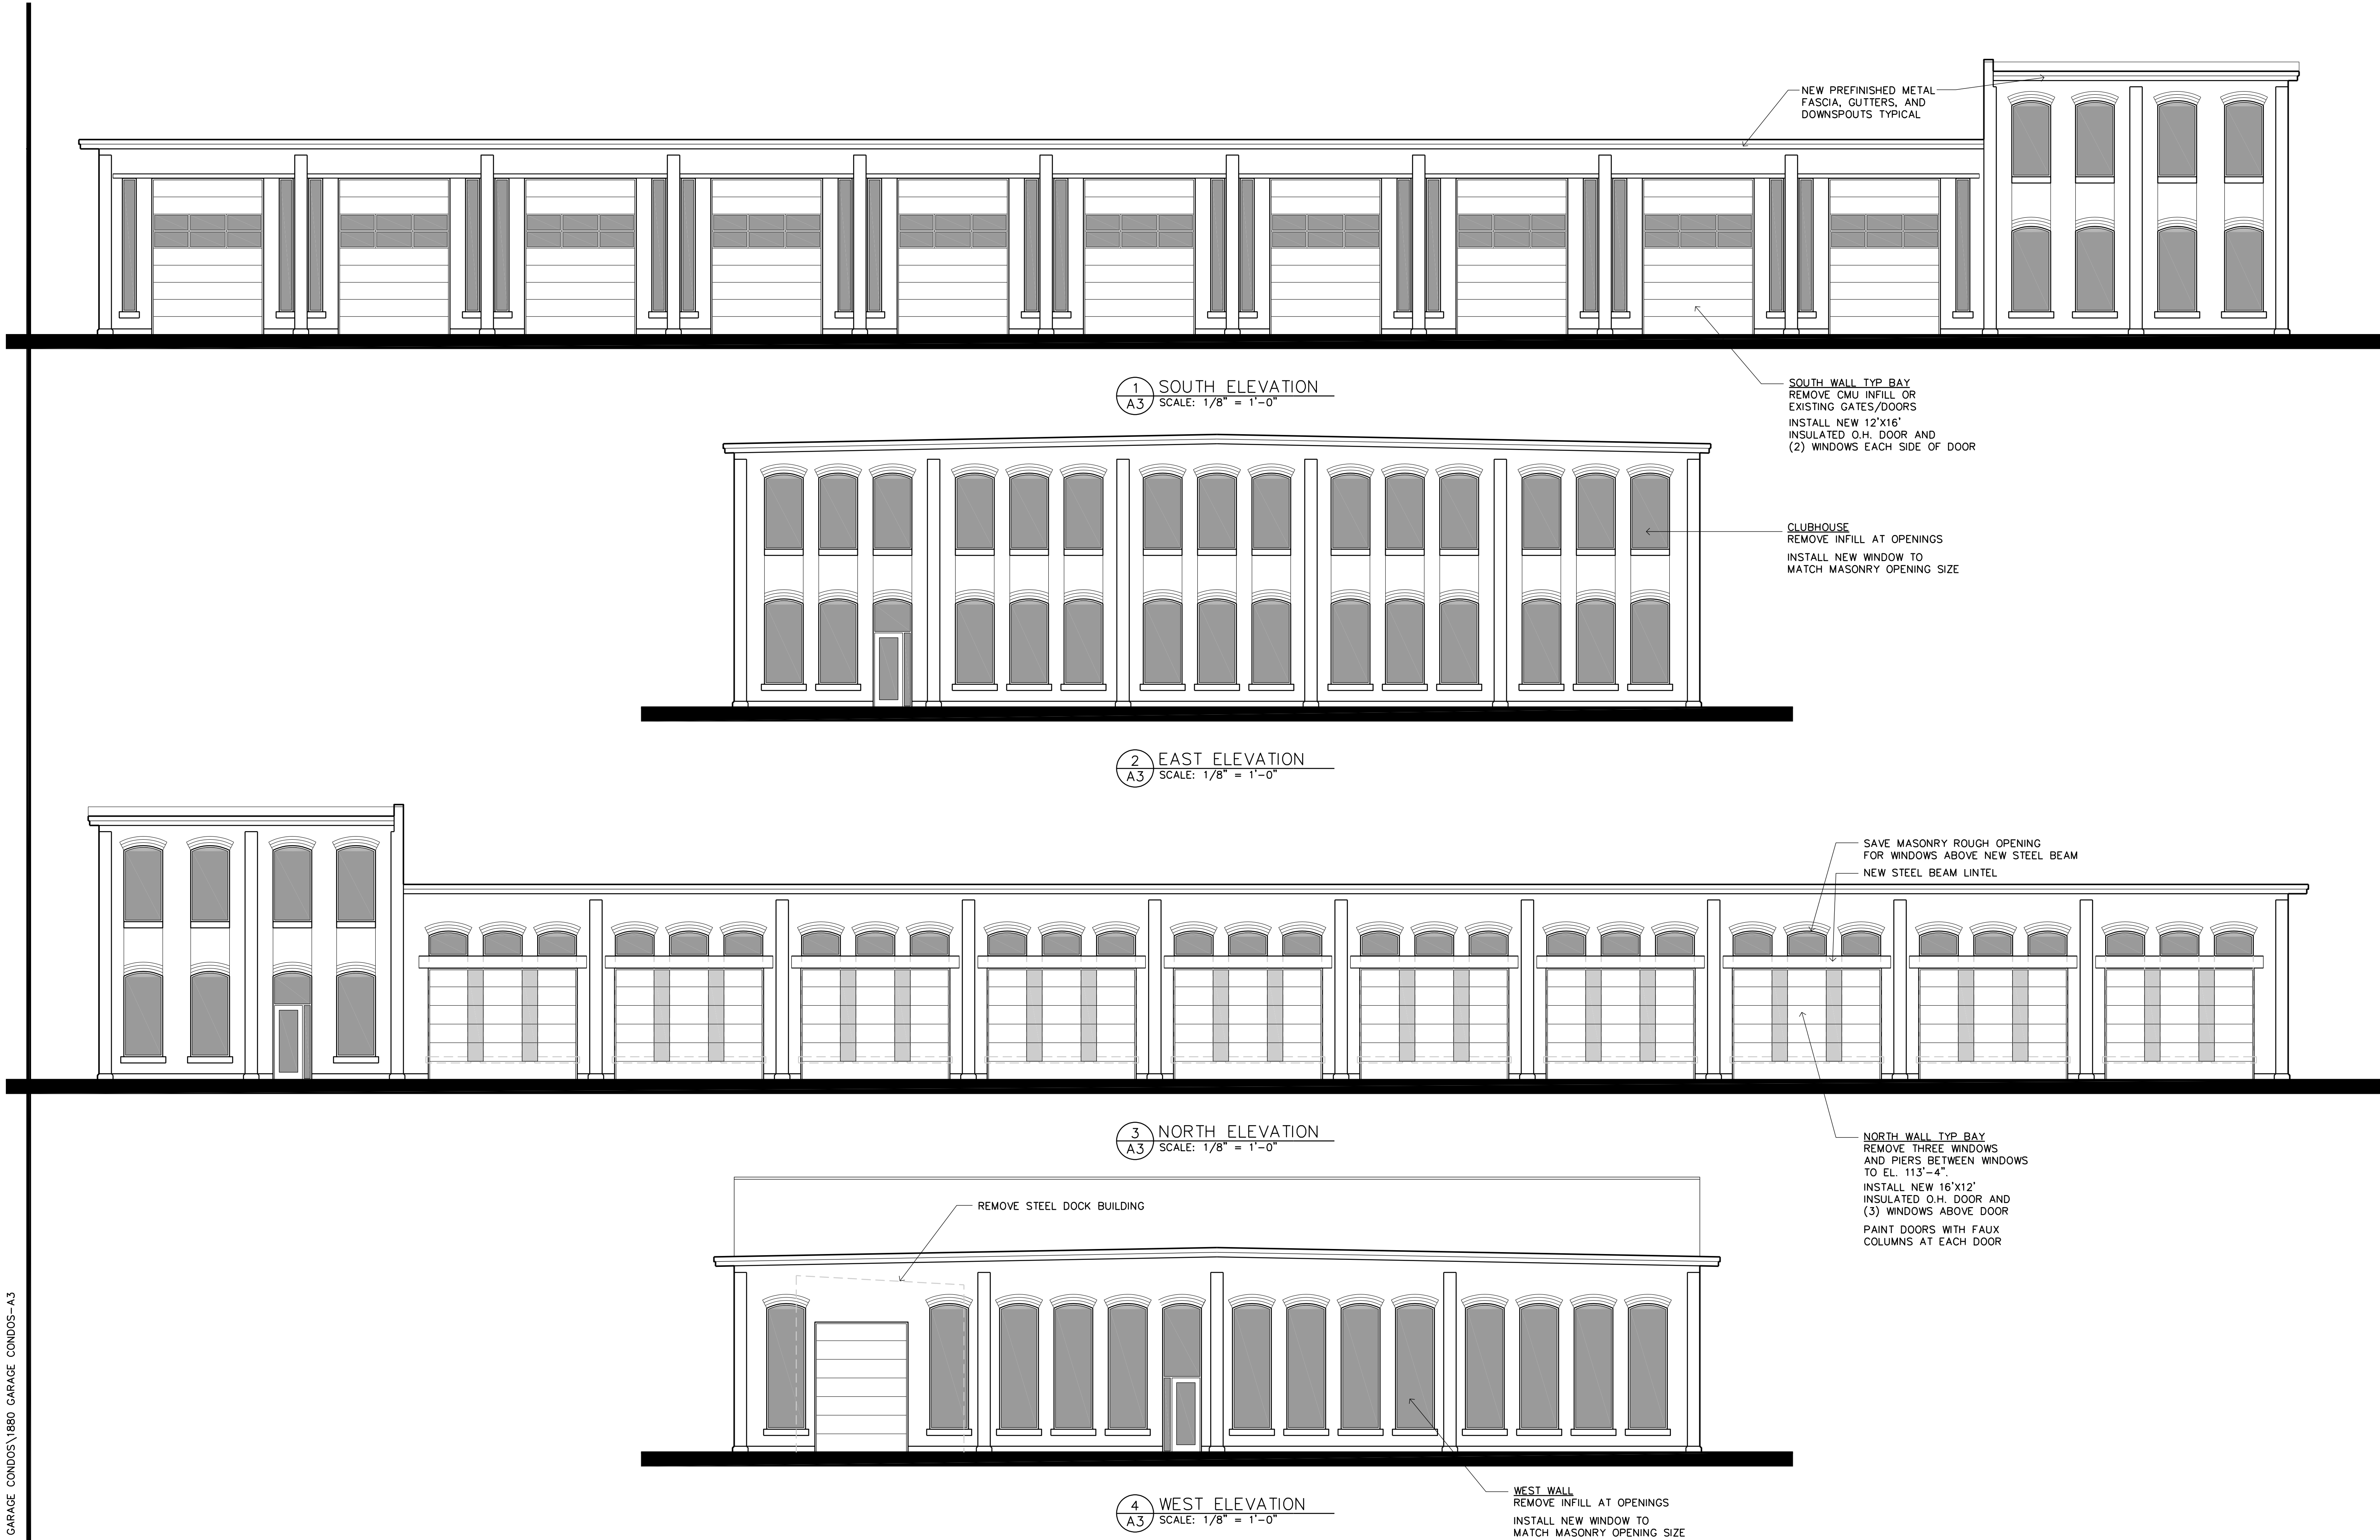 NEW PREFINISHED METAL
FASCIA, GUTTERS, AND
DOWNSPOUTS TYPICAL
1
A3
SOUTH ELEVATION
SCALE: 1/8" = 1'-0"
SOUTH WALL TYP BAY
REMOVE CMU INFILL OR
EXISTING GATES/DOORS
INSTALL NEW 12'X16'
INSULATED O.H. DOOR AND
(2) WINDOWS EACH SIDE OF DOOR
CLUBHOUSE
REMOVE INFILL AT OPENINGS
INSTALL NEW WINDOW TO
MATCH MASONRY OPENING SIZE
2
A3
EAST ELEVATION
SCALE: 1/8" = 1'-0"
SAVE MASONRY ROUGH OPENING
FOR WINDOWS ABOVE NEW STEEL BEAM
NEW STEEL BEAM LINTEL
3
A3
NORTH ELEVATION
SCALE: 1/8" = 1'-0"
NORTH WALL TYP BAY
REMOVE THREE WINDOWS
AND PIERS BETWEEN WINDOWS
TO EL. 113'-4".
INSTALL NEW 16'X12'
INSULATED O.H. DOOR AND
(3) WINDOWS ABOVE DOOR
PAINT DOORS WITH FAUX
COLUMNS AT EACH DOOR
REMOVE STEEL DOCK BUILDING
4
A3
WEST ELEVATION
SCALE: 1/8" = 1'-0"
WEST WALL
REMOVE INFILL AT OPENINGS
INSTALL NEW WINDOW TO
MATCH MASONRY OPENING SIZE
GARAGE CONDOS\1880 GARAGE CONDOS-A3